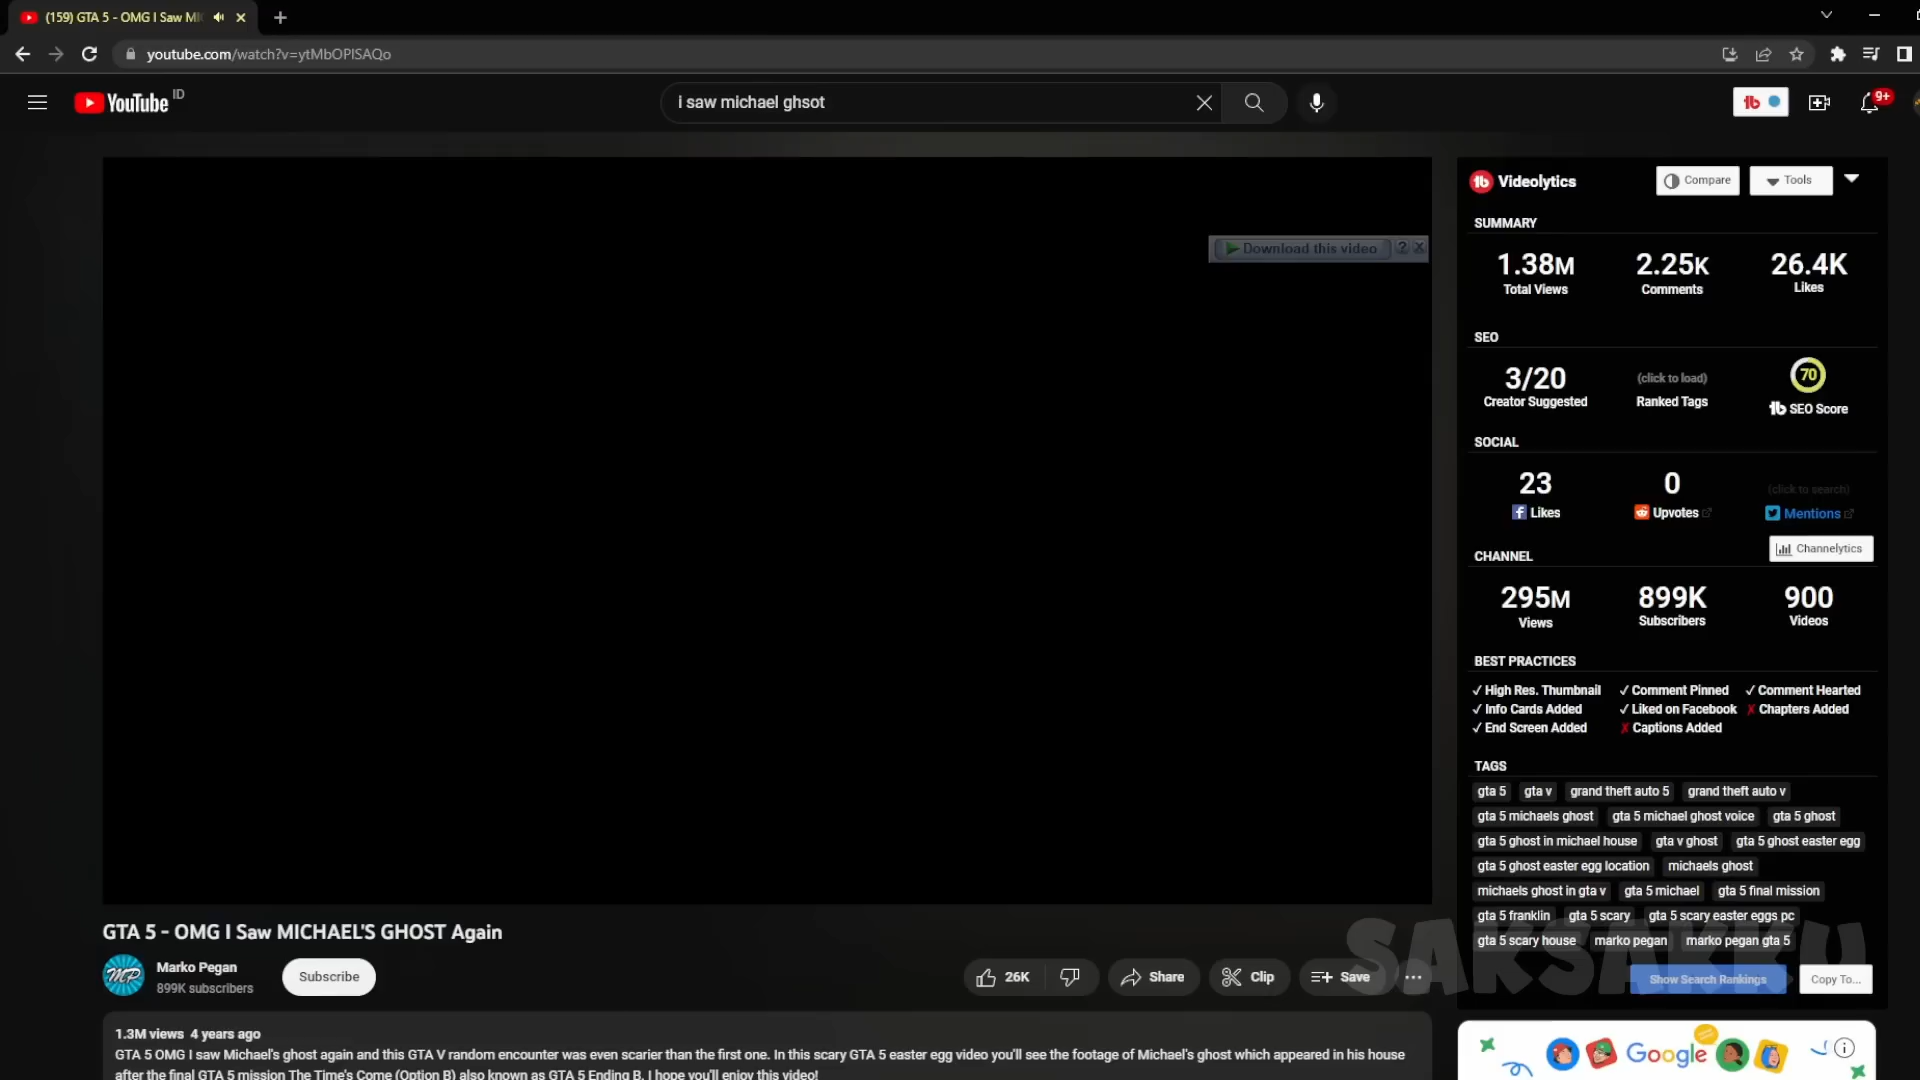 (159) GTA 5 - OMG I Saw MI
youtube.com/watch?v=ytMbOPISAQo
YouTube ID
i saw michael ghsot
9+
Download this video
Videolytics
Compare
Tools
SUMMARY
1.38M 2.25K 26.4K
Total Views Comments Likes
SEO
3/20 (click to load) 70
Creator Suggested Ranked Tags SEO Score
SOCIAL
23 0 (click to search)
Likes Upvotes Mentions
CHANNEL
Channelytics
295M 899K 900
Views Subscribers Videos
BEST PRACTICES
✓ High Res. Thumbnail ✓ Comment Pinned ✓ Comment Hearted
✓ Info Cards Added ✓ Liked on Facebook ✗ Chapters Added
✓ End Screen Added ✗ Captions Added
TAGS
gta 5 gta v grand theft auto 5 grand theft auto v
gta 5 michaels ghost gta 5 michael ghost voice gta 5 ghost
gta 5 ghost in michael house gta v ghost gta 5 ghost easter egg
gta 5 ghost easter egg location michaels ghost
michaels ghost in gta v gta 5 michael gta 5 final mission
gta 5 franklin gta 5 scary gta 5 scary easter eggs pc
gta 5 scary house marko pegan marko pegan gta 5
SAKSAKKU
Show Search Rankings Copy To...
GTA 5 - OMG I Saw MICHAEL'S GHOST Again
MP
Marko Pegan
899K subscribers
Subscribe
26K Share Clip Save
1.3M views 4 years ago
GTA 5 OMG I saw Michael's ghost again and this GTA V random encounter was even scarier than the first one. In this scary GTA 5 easter egg video you'll see the footage of Michael's ghost which appeared in his house
after the final GTA 5 mission The Time's Come (Option B) also known as GTA 5 Ending B. I hope you'll enjoy this video!
Google